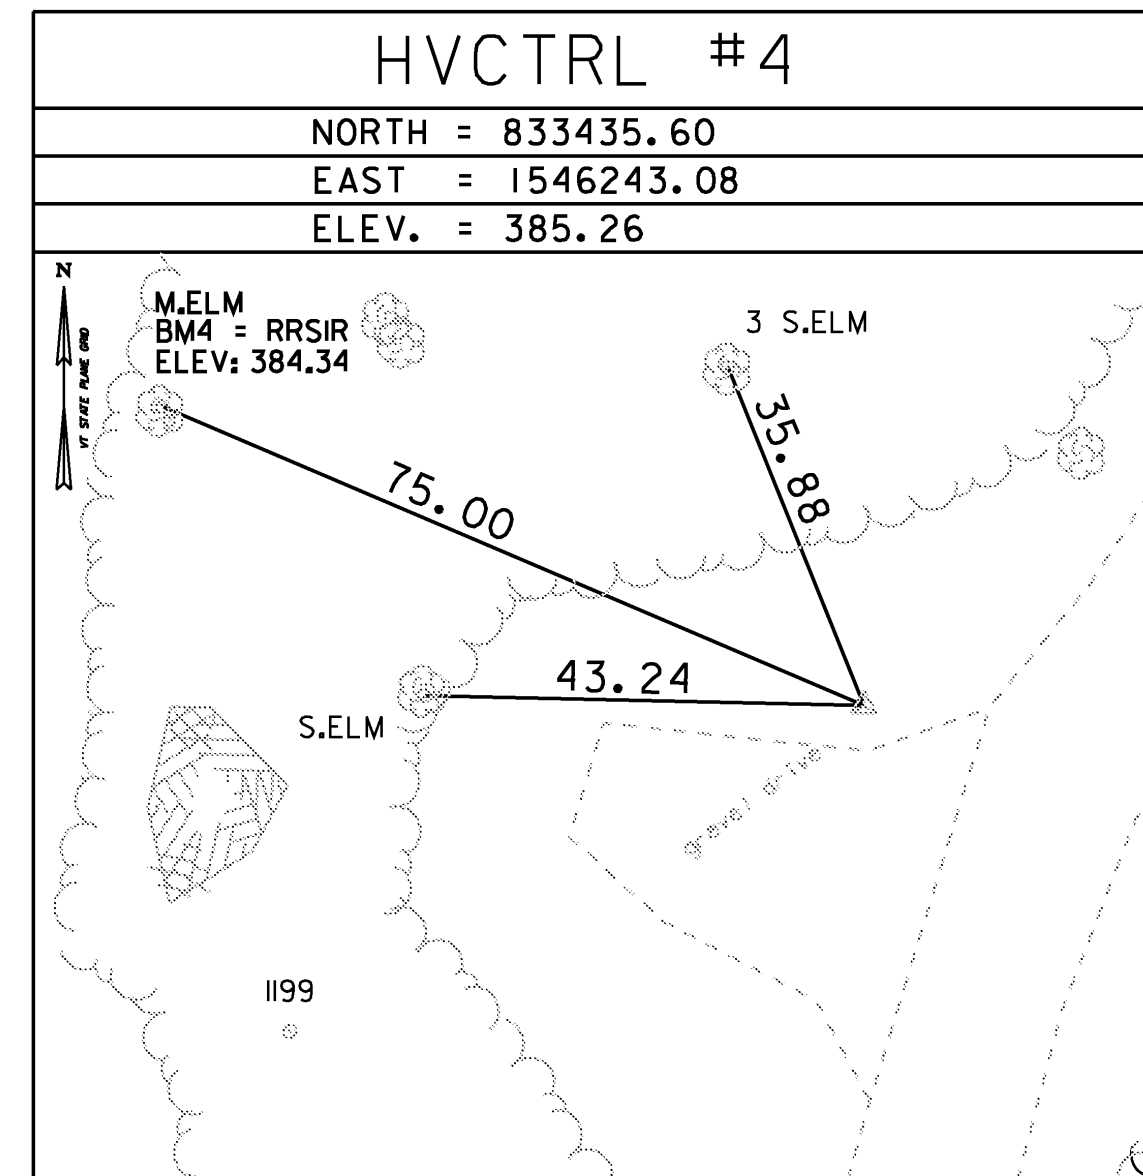 HVCTRL #4
NORTH = 833435.60
EAST = 1546243.08
ELEV. = 385.26
N
VT STATE PLANE GRID
M.ELM
BM4 = RRSIR
ELEV: 384.34
3 S.ELM
35.88
75.00
43.24
S.ELM
gravel drive
1199